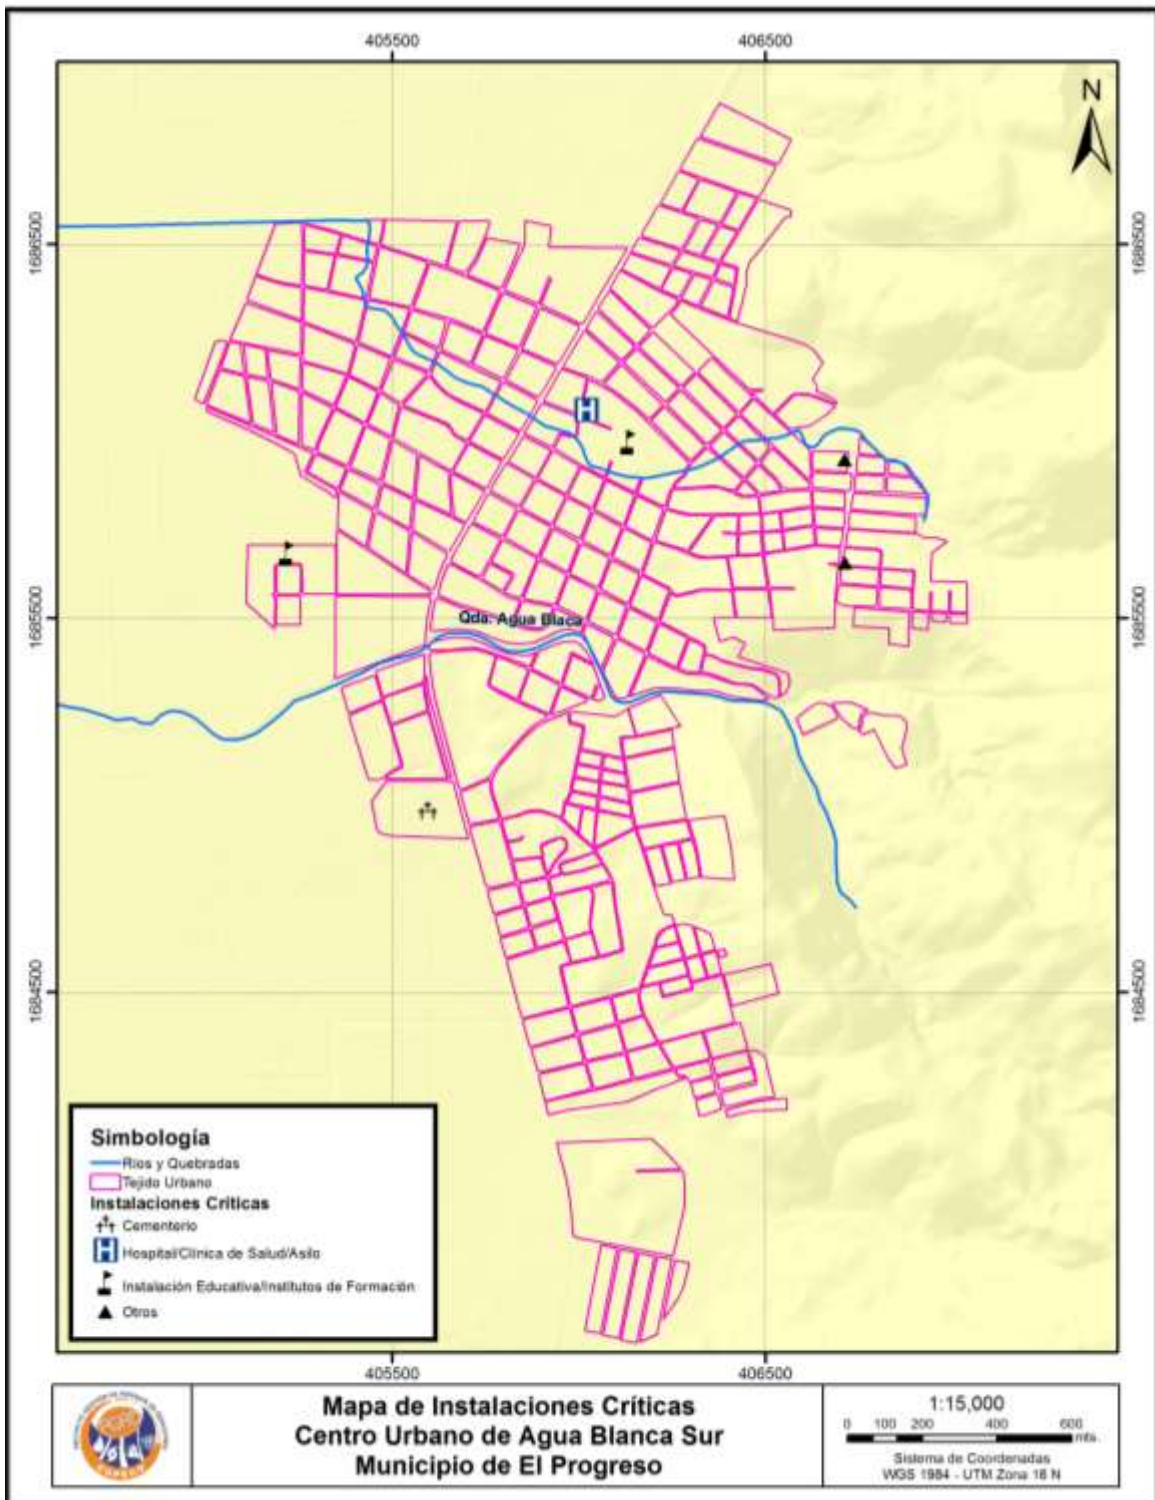 405500
406500
N
1686500
1686500
1685500
1685500
Qda. Agua Blaca
1684500
1684500
Simbología
Ríos y Quebradas
Tejido Urbano
Instalaciones Críticas
Cementerio
H Hospital/Clínica de Salud/Asilo
Instalación Educativa/Institutos de Formación
Otros
405500
406500
Mapa de Instalaciones Críticas
Centro Urbano de Agua Blanca Sur
Municipio de El Progreso
1:15,000
0 100 200 400 600
mts.
Sistema de Coordenadas
WGS 1984 - UTM Zona 16 N